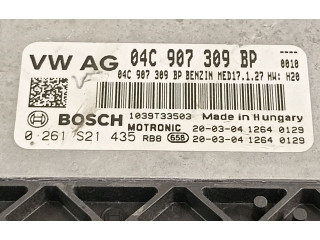 VW AG 04C 907 309 BP
04C 907 309 BP BENZIN MED17.1.27 HW: H20 0010
BOSCH 1039T33503 Made in Hungary
MOTRONIC 20-03-04 1264 0129
0 261 S21 435 RB8 65B 20-03-04 1264 0129